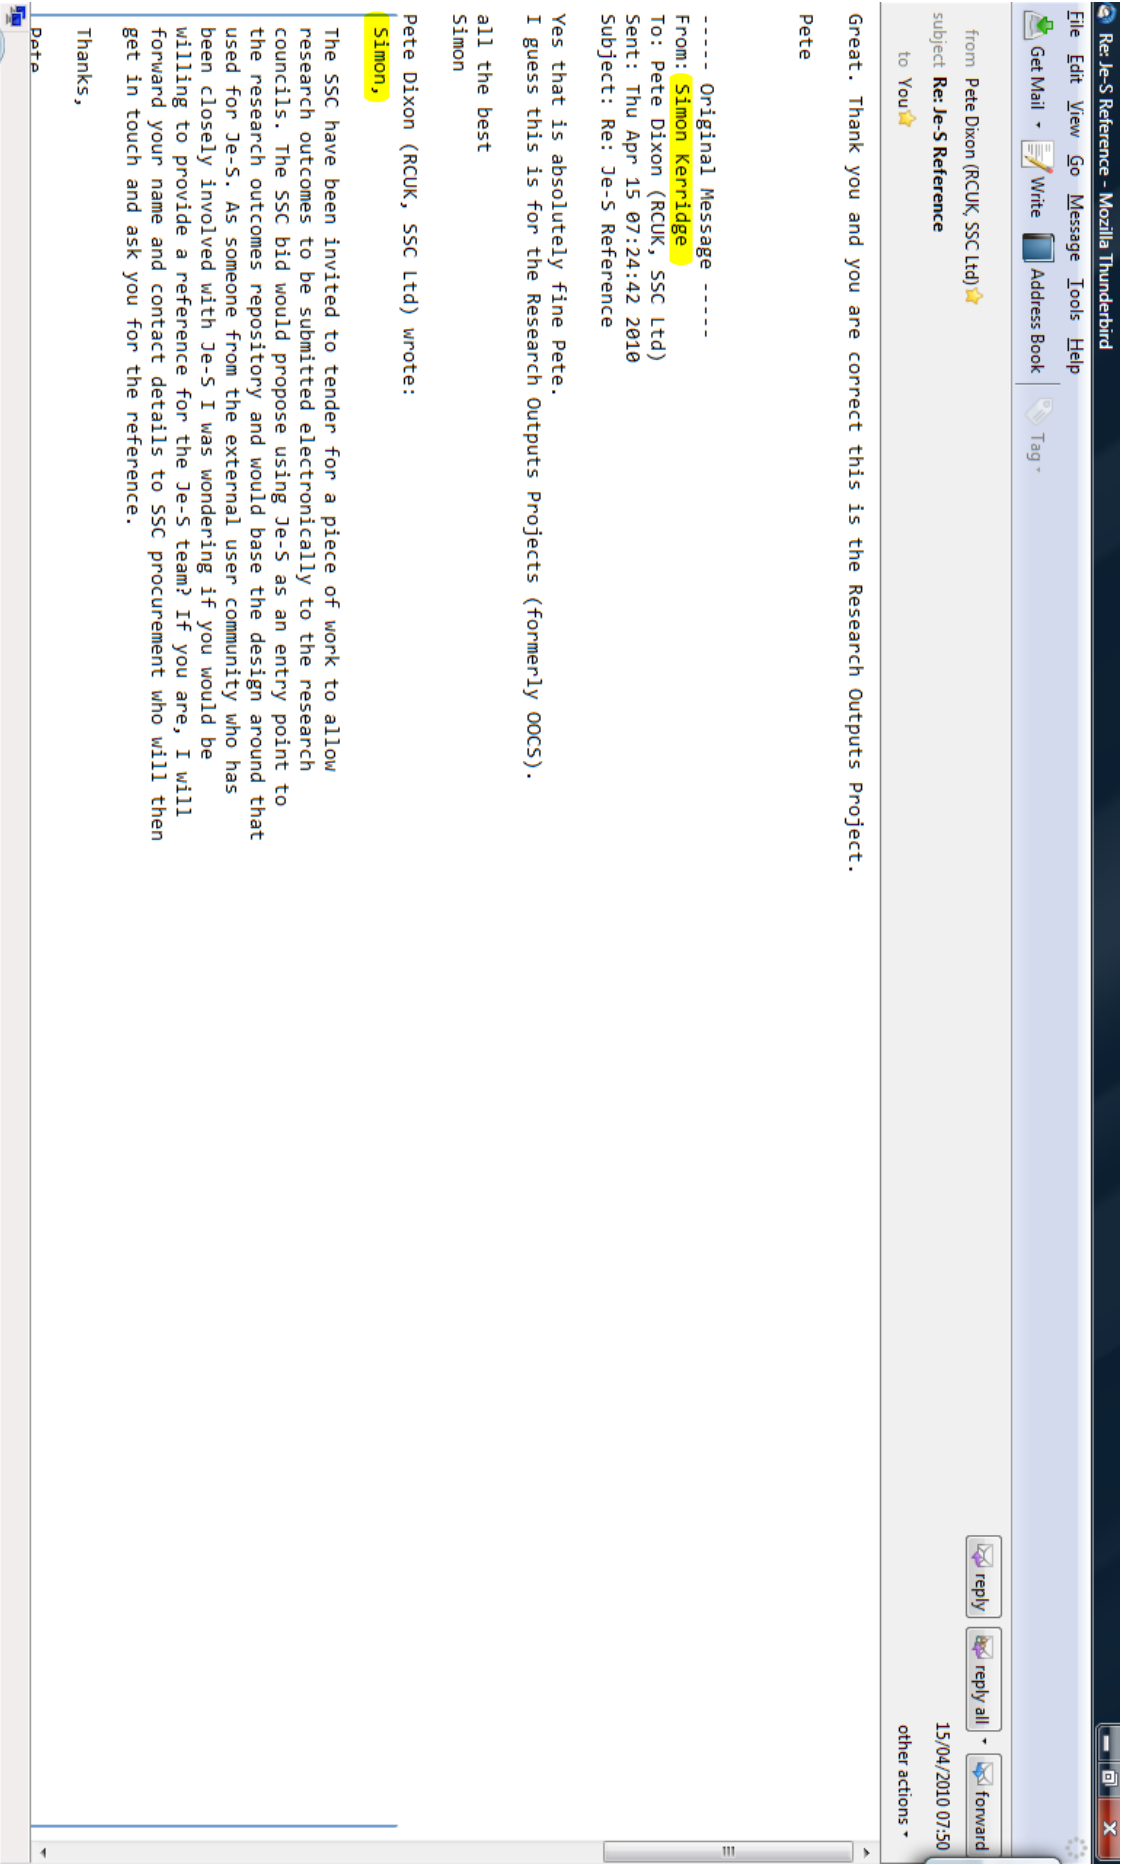 Re: Je-S Reference - Mozilla Thunderbird
File Edit View Go Message Tools Help
Get Mail Write Address Book Tag
from Pete Dixon (RCUK, SSC Ltd) reply reply all forward
subject Re: Je-S Reference 15/04/2010 07:50
to You other actions
Great. Thank you and you are correct this is the Research Outputs Project.
Pete
----- Original Message -----
From: Simon Kerridge
To: Pete Dixon (RCUK, SSC Ltd)
Sent: Thu Apr 15 07:24:42 2010
Subject: Re: Je-S Reference
Yes that is absolutely fine Pete.
I guess this is for the Research Outputs Projects (formerly OOCS).
all the best
Simon
Pete Dixon (RCUK, SSC Ltd) wrote:
Simon,
The SSC have been invited to tender for a piece of work to allow
research outcomes to be submitted electronically to the research
councils. The SSC bid would propose using Je-S as an entry point to
the research outcomes repository and would base the design around that
used for Je-S. As someone from the external user community who has
been closely involved with Je-S I was wondering if you would be
willing to provide a reference for the Je-S team? If you are, I will
forward your name and contact details to SSC procurement who will then
get in touch and ask you for the reference.
Thanks,
Pete